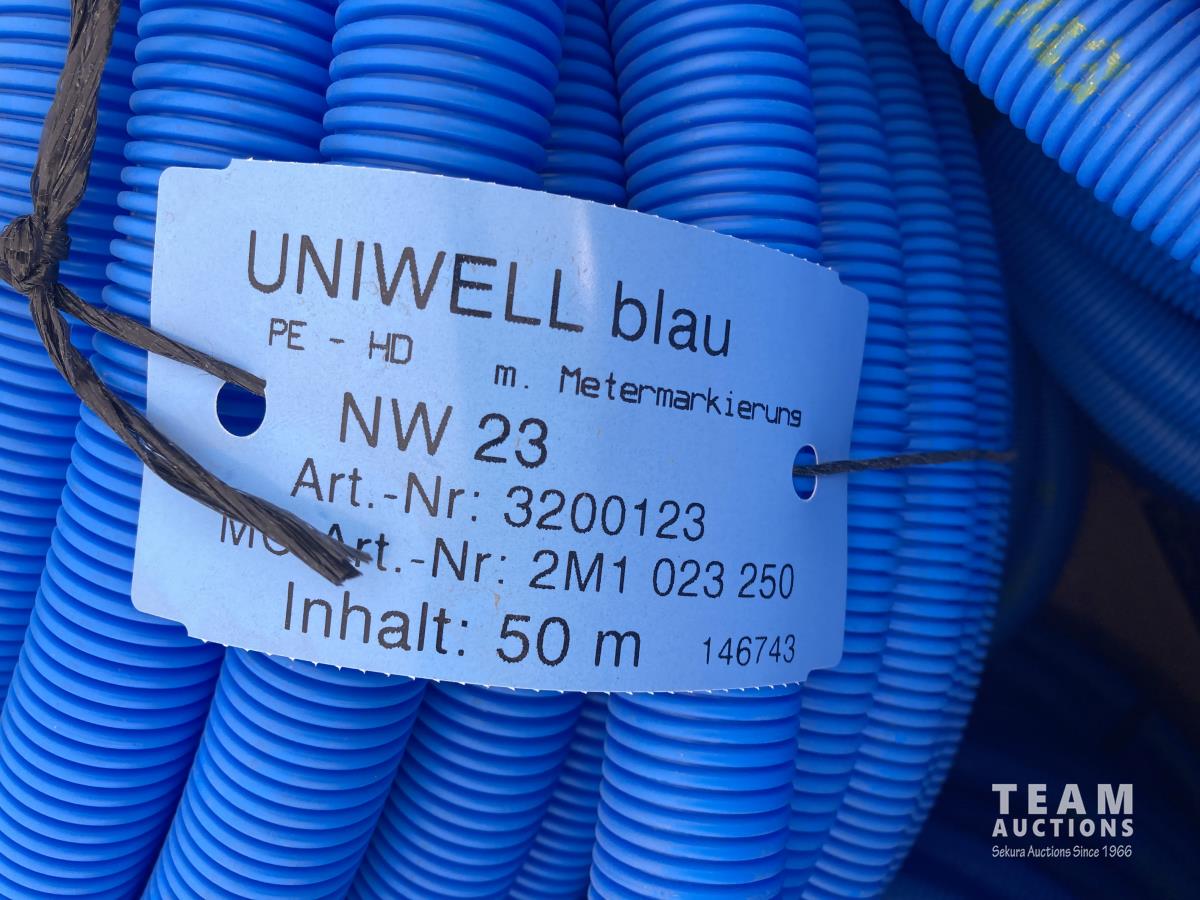 UNIWELL blau
PE - HD
m. Metermarkierung
NW 23
Art.-Nr: 3200123
Art.-Nr: 2M1 023 250
Inhalt: 50 m
146743
TEAM
AUCTIONS
Sekura Auctions Since 1966